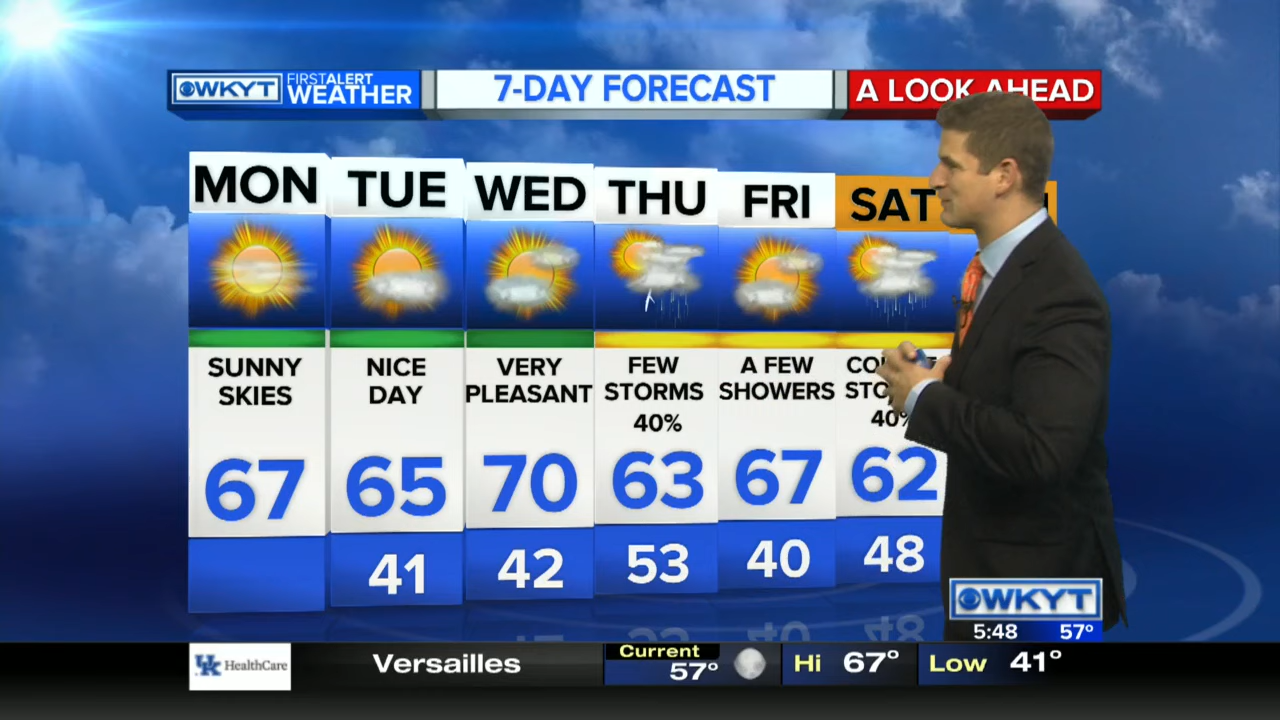 WKYT FIRST ALERT WEATHER
7-DAY FORECAST
A LOOK AHEAD
MON TUE WED THU FRI SAT
SUNNY SKIES
NICE DAY
VERY PLEASANT
FEW STORMS 40%
A FEW SHOWERS
40%
67 65 70 63 67 62
41 42 53 40 48
WKYT
5:48 57°
UK HealthCare
Versailles
Current 57°
Hi 67°
Low 41°